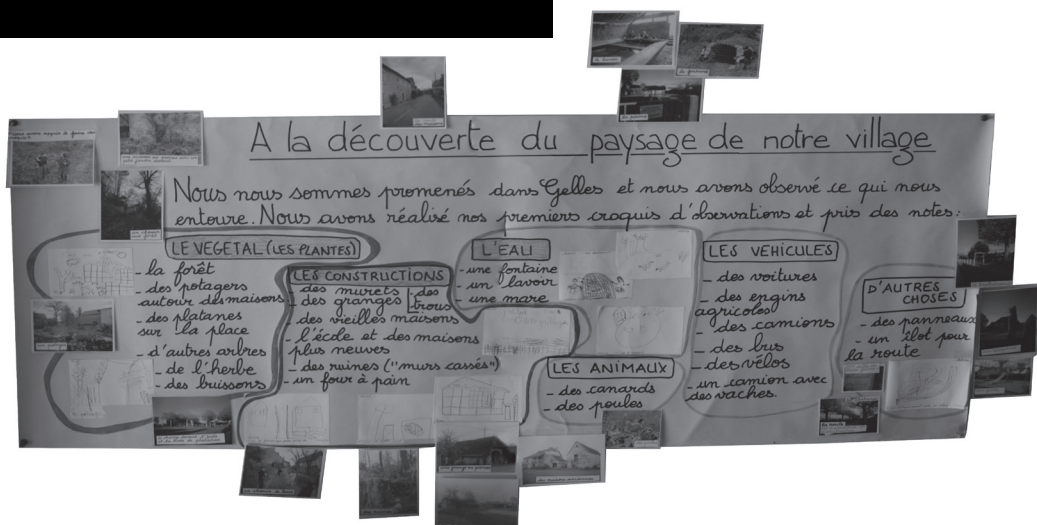 A la découverte du paysage de notre village
Nous nous sommes promenés dans Gelles et nous avons observé ce qui nous
entoure. Nous avons réalisé nos premiers croquis d'observations et pris des notes:
LE VEGETAL (LES PLANTES)
- la forêt
- des potagers
autour des maisons
- des platanes
sur la place
- d'autres arbres
- de l'herbe
- des buissons
LES CONSTRUCTIONS
- des murets
- des granges
des
trous
- des vieilles maisons
- l'école et des maisons
plus neuves
- des ruines ("murs cassés")
- un four à pain
L'EAU
- une fontaine
- un lavoir
- une mare
LES ANIMAUX
- des canards
- des poules
LES VEHICULES
- des voitures
- des engins
agricoles
- des camions
- des bus
- des vélos
- un camion avec
des vaches.
D'AUTRES
CHOSES
- des panneaux
- un îlot pour
la route